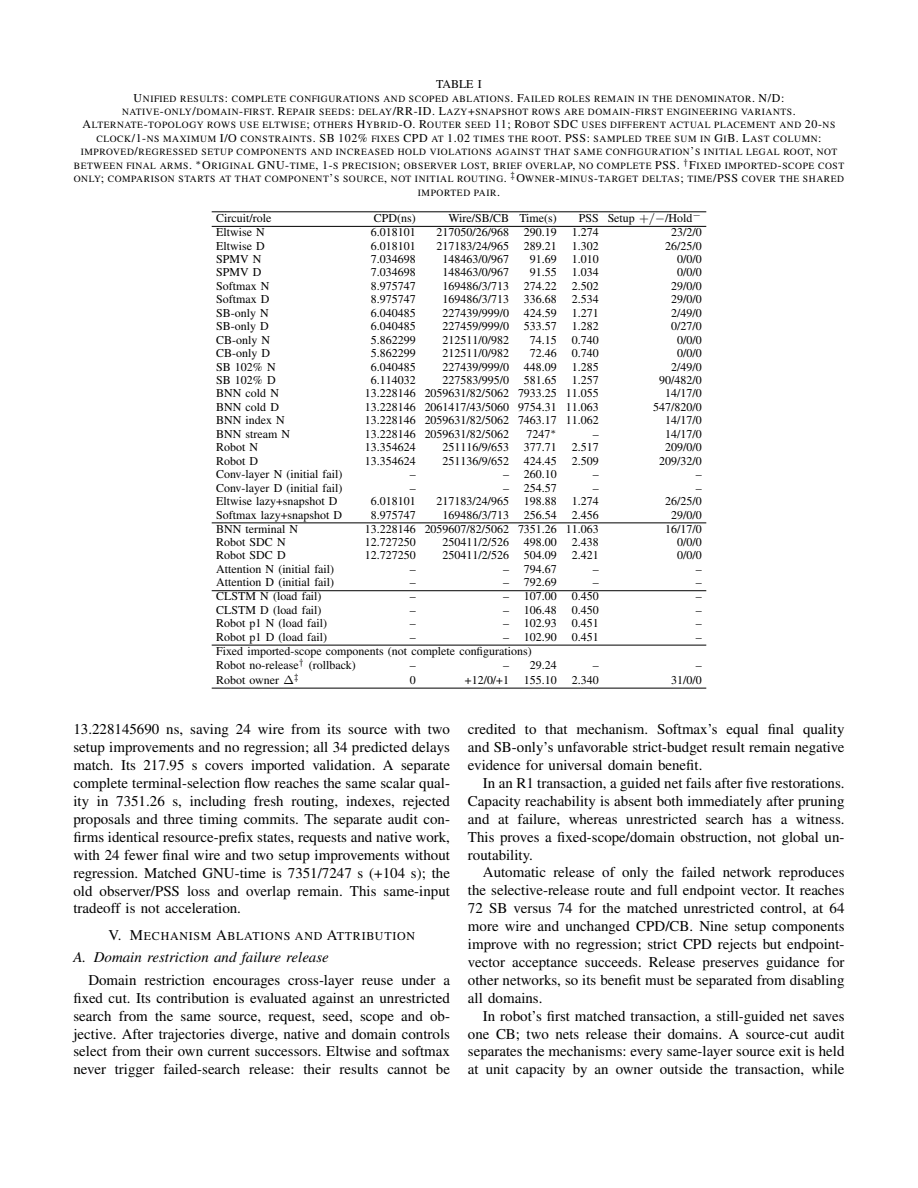 TABLE I
UNIFIED RESULTS: COMPLETE CONFIGURATIONS AND SCOPED ABLATIONS. FAILED ROLES REMAIN IN THE DENOMINATOR. N/D:
NATIVE-ONLY/DOMAIN-FIRST. REPAIR SEEDS: DELAY/RR-ID. LAZY+SNAPSHOT ROWS ARE DOMAIN-FIRST ENGINEERING VARIANTS.
ALTERNATE-TOPOLOGY ROWS USE ELTWISE; OTHERS HYBRID-O. ROUTER SEED 11; ROBOT SDC USES DIFFERENT ACTUAL PLACEMENT AND 20-NS
CLOCK/1-NS MAXIMUM I/O CONSTRAINTS. SB 102% FIXES CPD AT 1.02 TIMES THE ROOT. PSS: SAMPLED TREE SUM IN GIB. LAST COLUMN:
IMPROVED/REGRESSED SETUP COMPONENTS AND INCREASED HOLD VIOLATIONS AGAINST THAT SAME CONFIGURATION'S INITIAL LEGAL ROOT, NOT
BETWEEN FINAL ARMS. *ORIGINAL GNU-TIME, 1-S PRECISION; OBSERVER LOST, BRIEF OVERLAP, NO COMPLETE PSS. †FIXED IMPORTED-SCOPE COST
ONLY; COMPARISON STARTS AT THAT COMPONENT'S SOURCE, NOT INITIAL ROUTING. ‡OWNER-MINUS-TARGET DELTAS; TIME/PSS COVER THE SHARED
IMPORTED PAIR.
Circuit/role CPD(ns) Wire/SB/CB Time(s) PSS Setup +/−/Hold⁻
Eltwise N 6.018101 217050/26/968 290.19 1.274 23/2/0
Eltwise D 6.018101 217183/24/965 289.21 1.302 26/25/0
SPMV N 7.034698 148463/0/967 91.69 1.010 0/0/0
SPMV D 7.034698 148463/0/967 91.55 1.034 0/0/0
Softmax N 8.975747 169486/3/713 274.22 2.502 29/0/0
Softmax D 8.975747 169486/3/713 336.68 2.534 29/0/0
SB-only N 6.040485 227439/999/0 424.59 1.271 2/49/0
SB-only D 6.040485 227459/999/0 533.57 1.282 0/27/0
CB-only N 5.862299 212511/0/982 74.15 0.740 0/0/0
CB-only D 5.862299 212511/0/982 72.46 0.740 0/0/0
SB 102% N 6.040485 227439/999/0 448.09 1.285 2/49/0
SB 102% D 6.114032 227583/995/0 581.65 1.257 90/482/0
BNN cold N 13.228146 2059631/82/5062 7933.25 11.055 14/17/0
BNN cold D 13.228146 2061417/43/5060 9754.31 11.063 547/820/0
BNN index N 13.228146 2059631/82/5062 7463.17 11.062 14/17/0
BNN stream N 13.228146 2059631/82/5062 7247* – 14/17/0
Robot N 13.354624 251116/9/653 377.71 2.517 209/0/0
Robot D 13.354624 251136/9/652 424.45 2.509 209/32/0
Conv-layer N (initial fail) – – 260.10 – –
Conv-layer D (initial fail) – – 254.57 – –
Eltwise lazy+snapshot D 6.018101 217183/24/965 198.88 1.274 26/25/0
Softmax lazy+snapshot D 8.975747 169486/3/713 256.54 2.456 29/0/0
BNN terminal N 13.228146 2059607/82/5062 7351.26 11.063 16/17/0
Robot SDC N 12.727250 250411/2/526 498.00 2.438 0/0/0
Robot SDC D 12.727250 250411/2/526 504.09 2.421 0/0/0
Attention N (initial fail) – – 794.67 – –
Attention D (initial fail) – – 792.69 – –
CLSTM N (load fail) – – 107.00 0.450 –
CLSTM D (load fail) – – 106.48 0.450 –
Robot p1 N (load fail) – – 102.93 0.451 –
Robot p1 D (load fail) – – 102.90 0.451 –
Fixed imported-scope components (not complete configurations)
Robot no-release† (rollback) – – 29.24 – –
Robot owner Δ‡ 0 +12/0/+1 155.10 2.340 31/0/0
13.228145690 ns, saving 24 wire from its source with two
setup improvements and no regression; all 34 predicted delays
match. Its 217.95 s covers imported validation. A separate
complete terminal-selection flow reaches the same scalar qual-
ity in 7351.26 s, including fresh routing, indexes, rejected
proposals and three timing commits. The separate audit con-
firms identical resource-prefix states, requests and native work,
with 24 fewer final wire and two setup improvements without
regression. Matched GNU-time is 7351/7247 s (+104 s); the
old observer/PSS loss and overlap remain. This same-input
tradeoff is not acceleration.
V. MECHANISM ABLATIONS AND ATTRIBUTION
A. Domain restriction and failure release
Domain restriction encourages cross-layer reuse under a
fixed cut. Its contribution is evaluated against an unrestricted
search from the same source, request, seed, scope and ob-
jective. After trajectories diverge, native and domain controls
select from their own current successors. Eltwise and softmax
never trigger failed-search release: their results cannot be
credited to that mechanism. Softmax's equal final quality
and SB-only's unfavorable strict-budget result remain negative
evidence for universal domain benefit.
In an R1 transaction, a guided net fails after five restorations.
Capacity reachability is absent both immediately after pruning
and at failure, whereas unrestricted search has a witness.
This proves a fixed-scope/domain obstruction, not global un-
routability.
Automatic release of only the failed network reproduces
the selective-release route and full endpoint vector. It reaches
72 SB versus 74 for the matched unrestricted control, at 64
more wire and unchanged CPD/CB. Nine setup components
improve with no regression; strict CPD rejects but endpoint-
vector acceptance succeeds. Release preserves guidance for
other networks, so its benefit must be separated from disabling
all domains.
In robot's first matched transaction, a still-guided net saves
one CB; two nets release their domains. A source-cut audit
separates the mechanisms: every same-layer source exit is held
at unit capacity by an owner outside the transaction, while